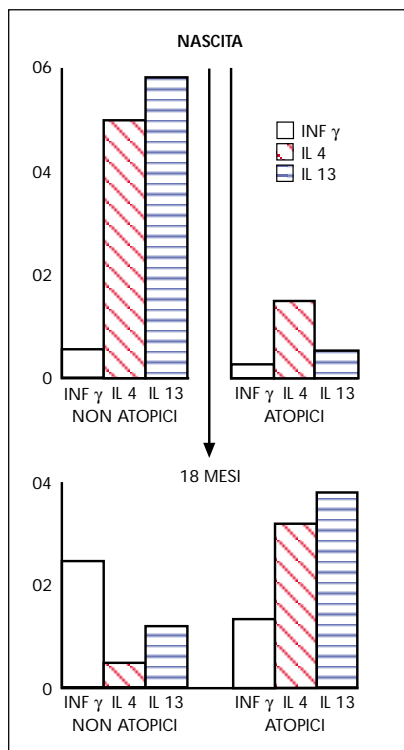 NASCITA
06
04
02
0
INF γ
IL 4
IL 13
INF γ IL 4 IL 13
NON ATOPICI
INF γ IL 4 IL 13
ATOPICI
18 MESI
04
02
0
INF γ IL 4 IL 13
NON ATOPICI
INF γ IL 4 IL 13
ATOPICI